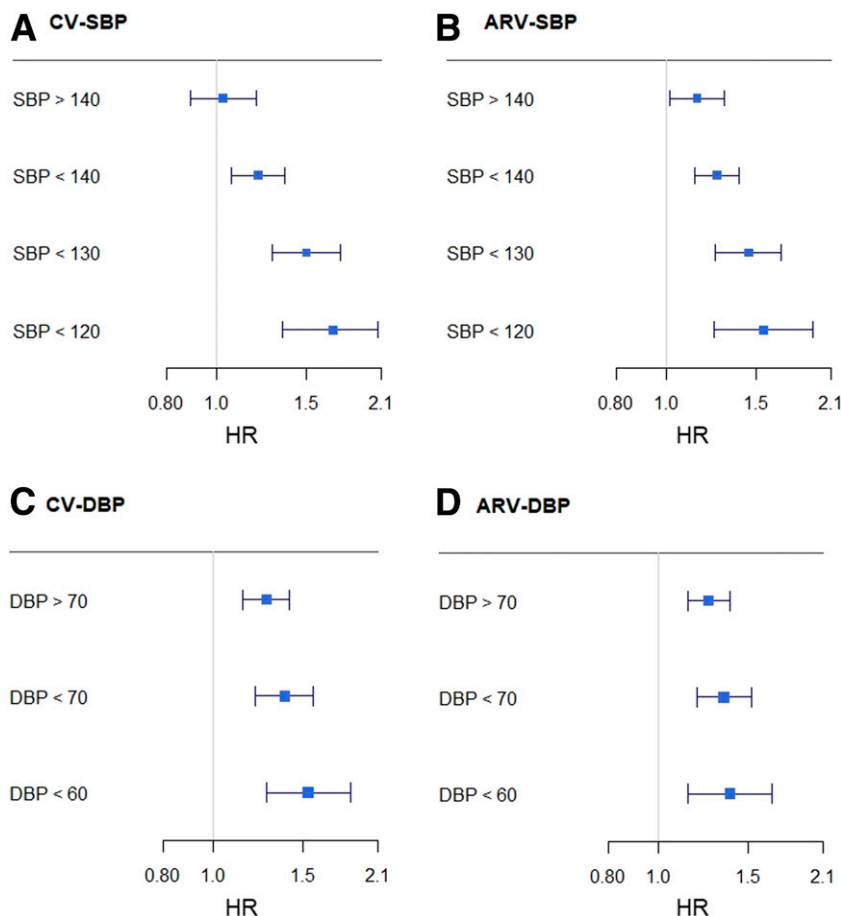 A CV-SBP
SBP > 140
SBP < 140
SBP < 130
SBP < 120
0.80 1.0 1.5 2.1
HR
B ARV-SBP
SBP > 140
SBP < 140
SBP < 130
SBP < 120
0.80 1.0 1.5 2.1
HR
C CV-DBP
DBP > 70
DBP < 70
DBP < 60
0.80 1.0 1.5 2.1
HR
D ARV-DBP
DBP > 70
DBP < 70
DBP < 60
0.80 1.0 1.5 2.1
HR